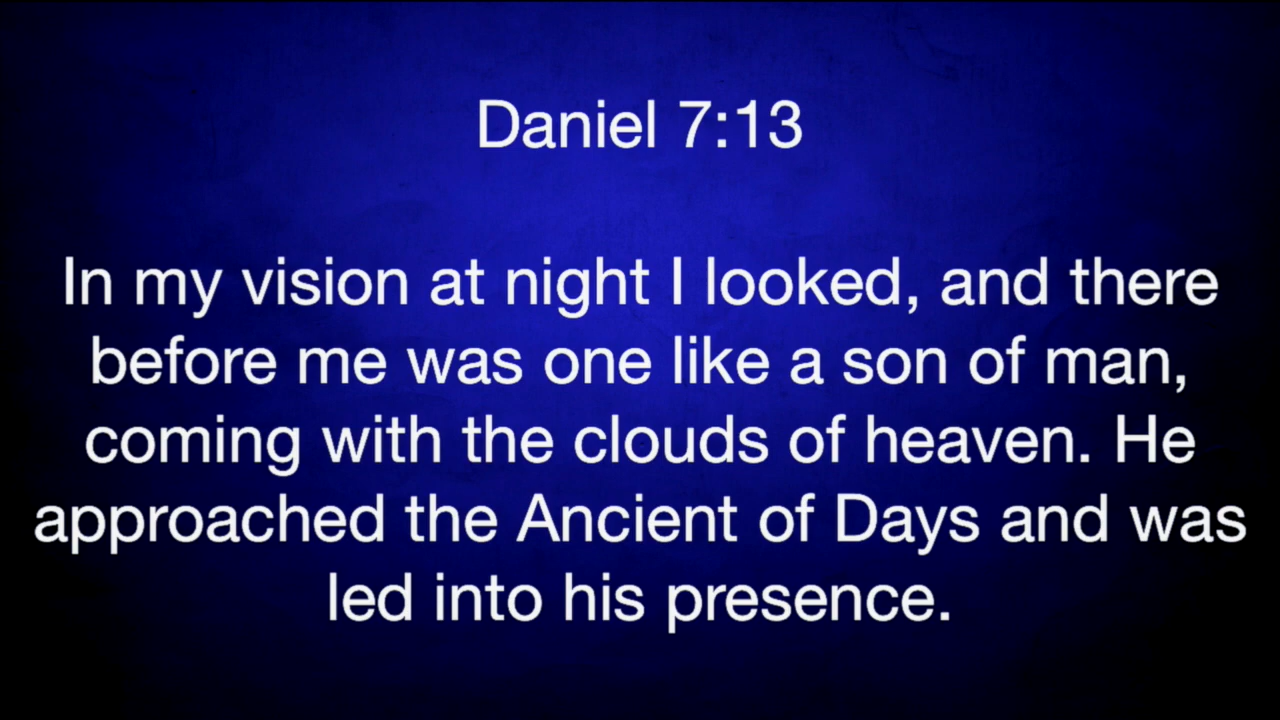 Daniel 7:13
In my vision at night I looked, and there
before me was one like a son of man,
coming with the clouds of heaven. He
approached the Ancient of Days and was
led into his presence.